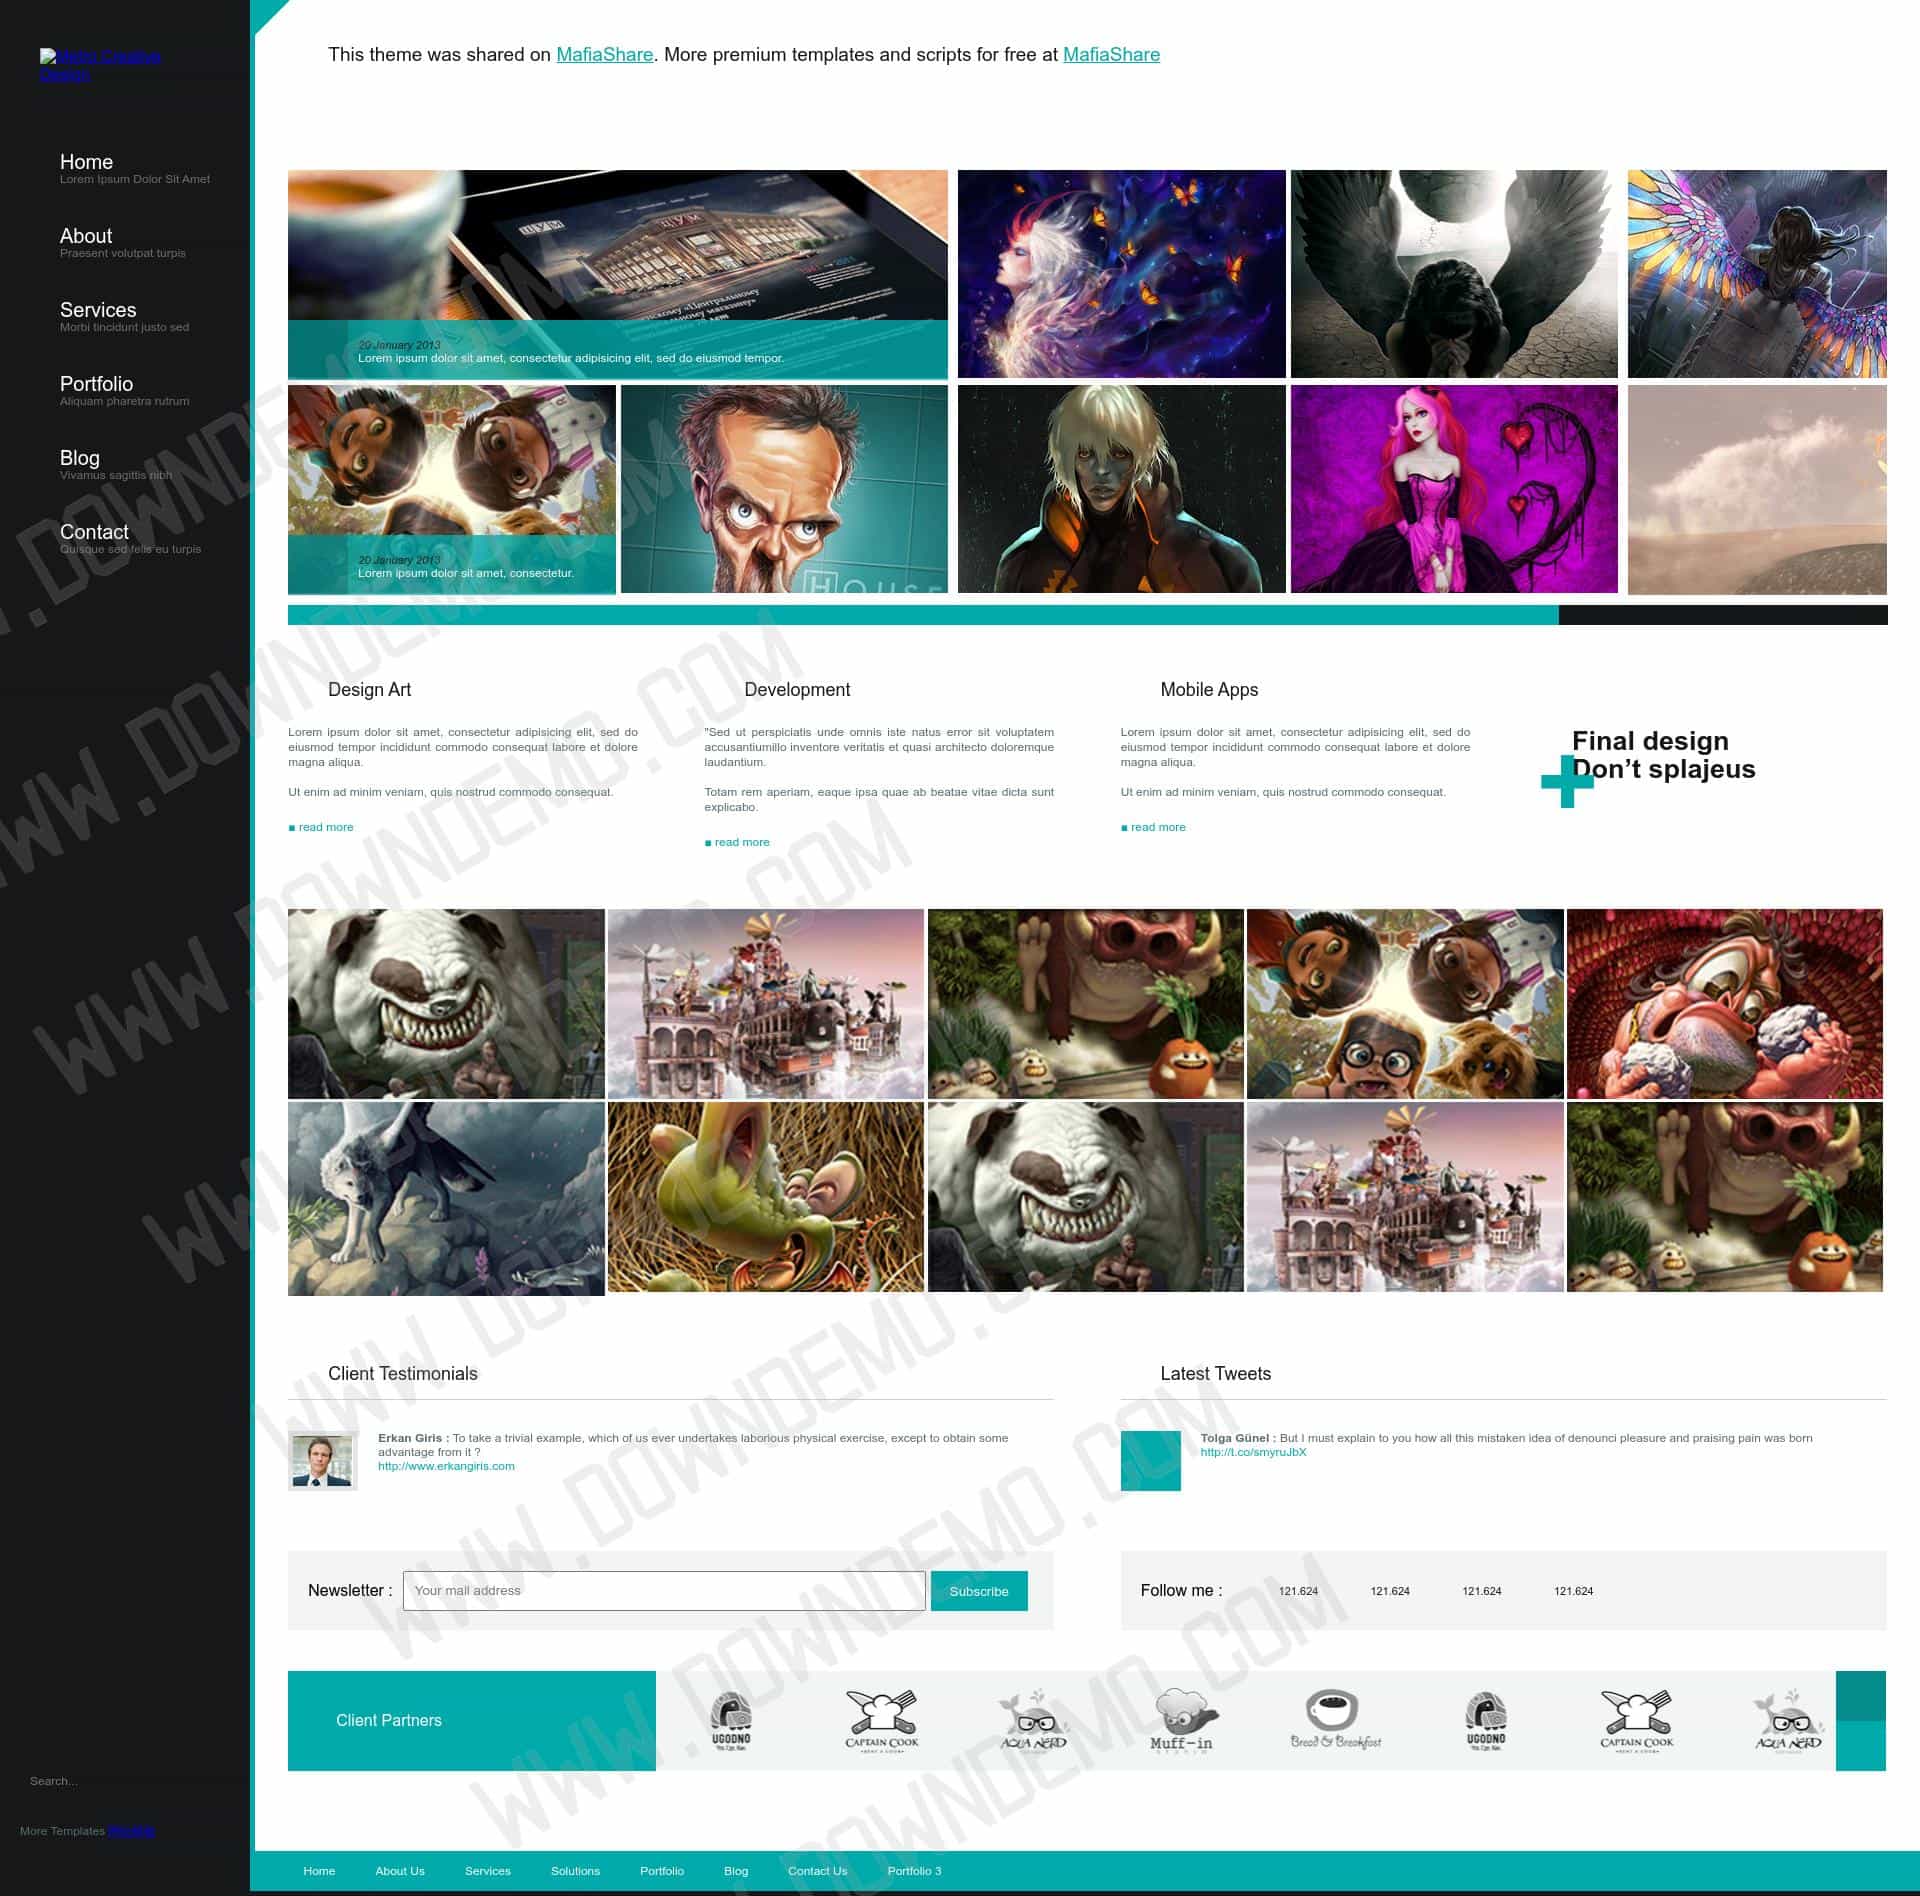 Metro Creative
Design
Home
Lorem Ipsum Dolor Sit Amet
About
Praesent volutpat turpis
Services
Morbi tincidunt justo sed
Portfolio
Aliquam pharetra rutrum
Blog
Vivamus sagittis nibh
Contact
Quisque sed felis eu turpis
Search...
More Templates
This theme was shared on MafiaShare. More premium templates and scripts for free at MafiaShare
20 January 2013
Lorem ipsum dolor sit amet, consectetur adipisicing elit, sed do eiusmod tempor.
20 January 2013
Lorem ipsum dolor sit amet, consectetur.
HOUSE
Design Art
Lorem ipsum dolor sit amet, consectetur adipisicing elit, sed do
eiusmod tempor incididunt commodo consequat labore et dolore
magna aliqua.
Ut enim ad minim veniam, quis nostrud commodo consequat.
■ read more
Development
"Sed ut perspiciatis unde omnis iste natus error sit voluptatem
accusantiumillo inventore veritatis et quasi architecto doloremque
laudantium.
Totam rem aperiam, eaque ipsa quae ab beatae vitae dicta sunt
explicabo.
■ read more
Mobile Apps
Lorem ipsum dolor sit amet, consectetur adipisicing elit, sed do
eiusmod tempor incididunt commodo consequat labore et dolore
magna aliqua.
Ut enim ad minim veniam, quis nostrud commodo consequat.
■ read more
Final design
Don’t splajeus
Client Testimonials
Erkan Giris : To take a trivial example, which of us ever undertakes laborious physical exercise, except to obtain some
advantage from it ?
http://www.erkangiris.com
Latest Tweets
Tolga Günel : But I must explain to you how all this mistaken idea of denounci pleasure and praising pain was born
http://t.co/smyruJbX
Newsletter :
Your mail address
Subscribe
Follow me :
121.624 121.624 121.624 121.624
Client Partners
UGODNO
CAPTAIN COOK
AQUA NERD
Muff-in
STUDIO
Bread & Breakfast
UGODNO
CAPTAIN COOK
AQUA NERD
Home About Us Services Solutions Portfolio Blog Contact Us Portfolio 3
WWW.DOWNDEMO.COM